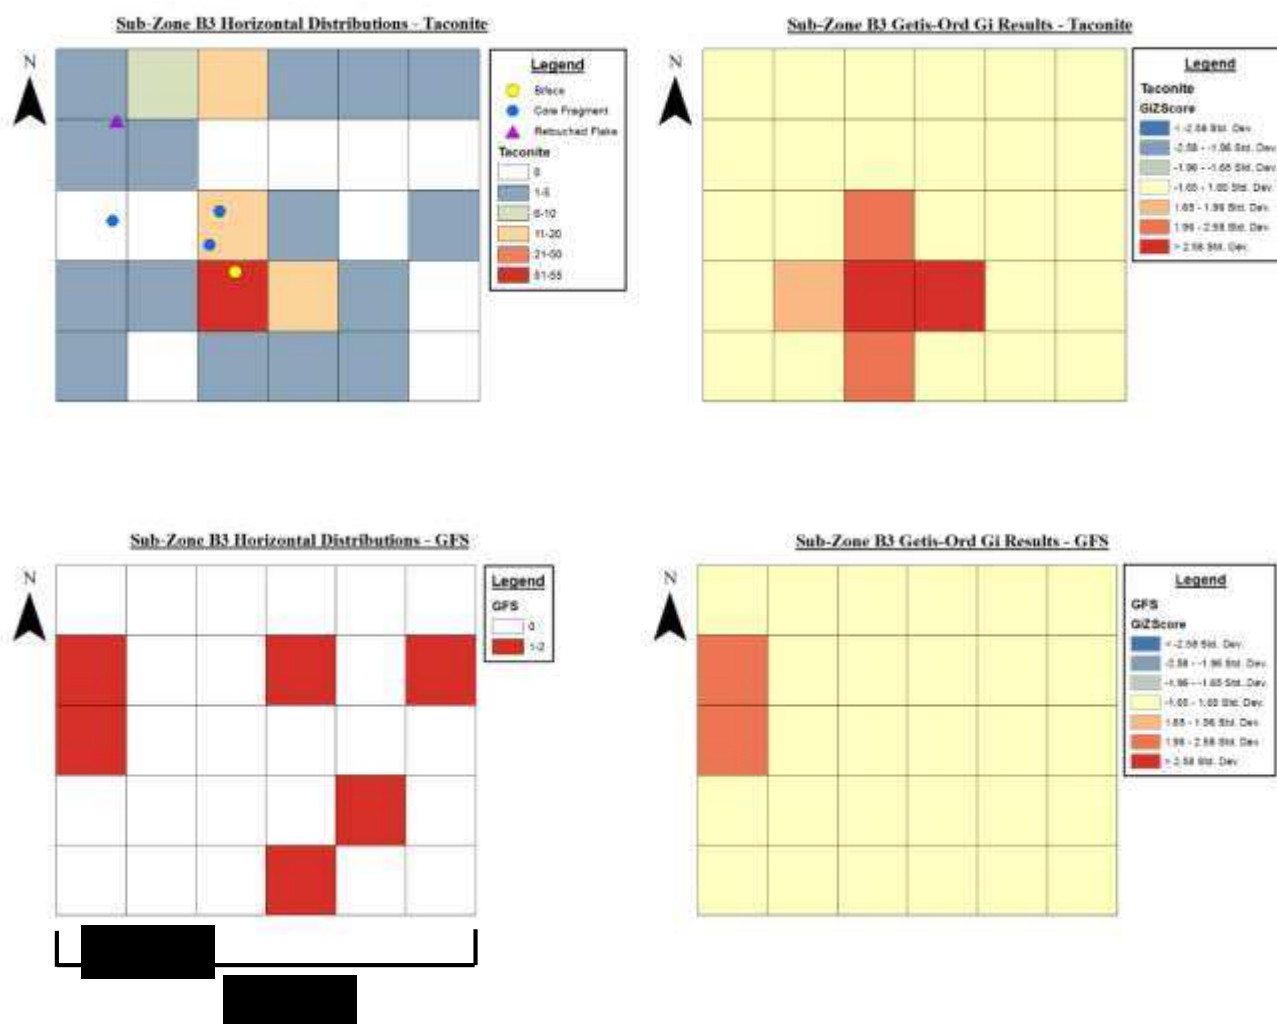 Sub-Zone B3 Horizontal Distributions - Taconite
N
Legend
Biface
Core Fragment
Retouched Flake
Taconite
0
1-5
6-10
11-20
21-50
51-55
Sub-Zone B3 Getis-Ord Gi Results - Taconite
N
Legend
Taconite
GiZScore
< -2.58 Std. Dev.
-2.58 - -1.96 Std. Dev.
-1.96 - -1.65 Std. Dev.
-1.65 - 1.65 Std. Dev.
1.65 - 1.96 Std. Dev.
1.96 - 2.58 Std. Dev.
> 2.58 Std. Dev.
Sub-Zone B3 Horizontal Distributions - GFS
N
Legend
GFS
0
1-2
Sub-Zone B3 Getis-Ord Gi Results - GFS
N
Legend
GFS
GiZScore
< -2.58 Std. Dev.
-2.58 - -1.96 Std. Dev.
-1.96 - -1.65 Std. Dev.
-1.65 - 1.65 Std. Dev.
1.65 - 1.96 Std. Dev.
1.96 - 2.58 Std. Dev.
> 2.58 Std. Dev.